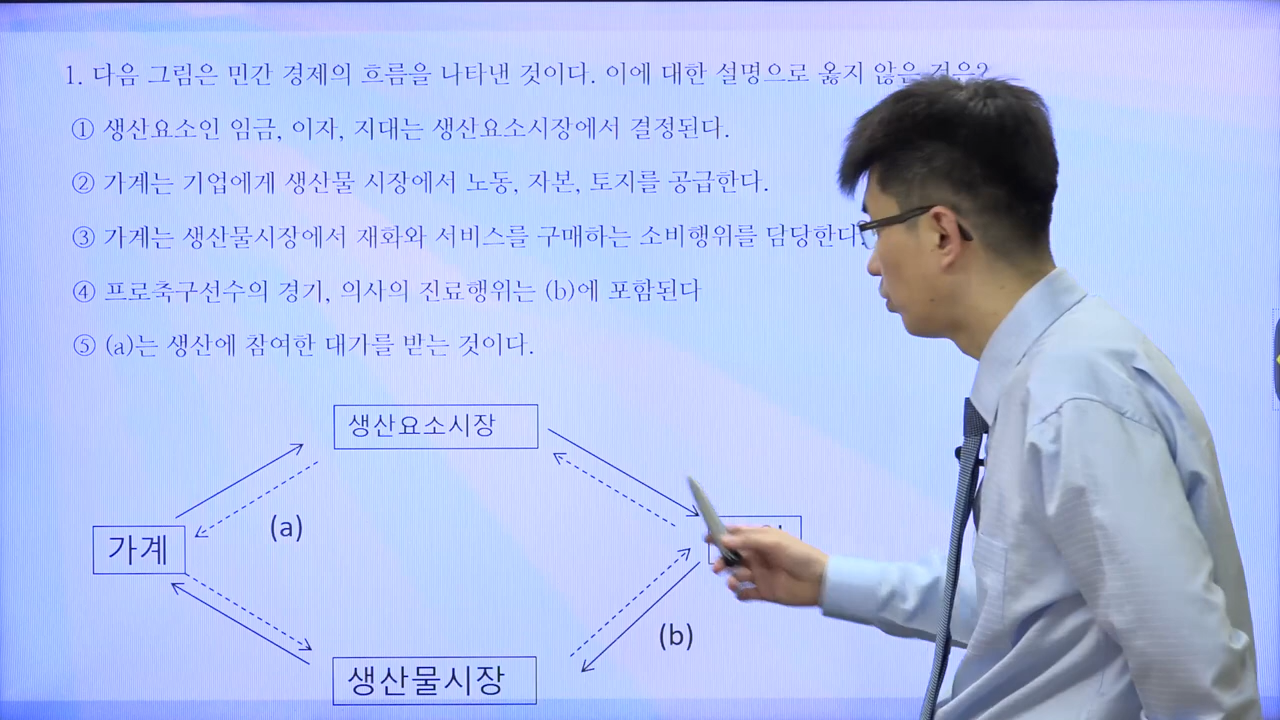 1. 다음 그림은 민간 경제의 흐름을 나타낸 것이다. 이에 대한 설명으로 옳지 않은 것은?
① 생산요소인 임금, 이자, 지대는 생산요소시장에서 결정된다.
② 가계는 기업에게 생산물 시장에서 노동, 자본, 토지를 공급한다.
③ 가계는 생산물시장에서 재화와 서비스를 구매하는 소비행위를 담당한다.
④ 프로축구선수의 경기, 의사의 진료행위는 (b)에 포함된다
⑤ (a)는 생산에 참여한 대가를 받는 것이다.
생산요소시장
(a)
가계
(b)
생산물시장